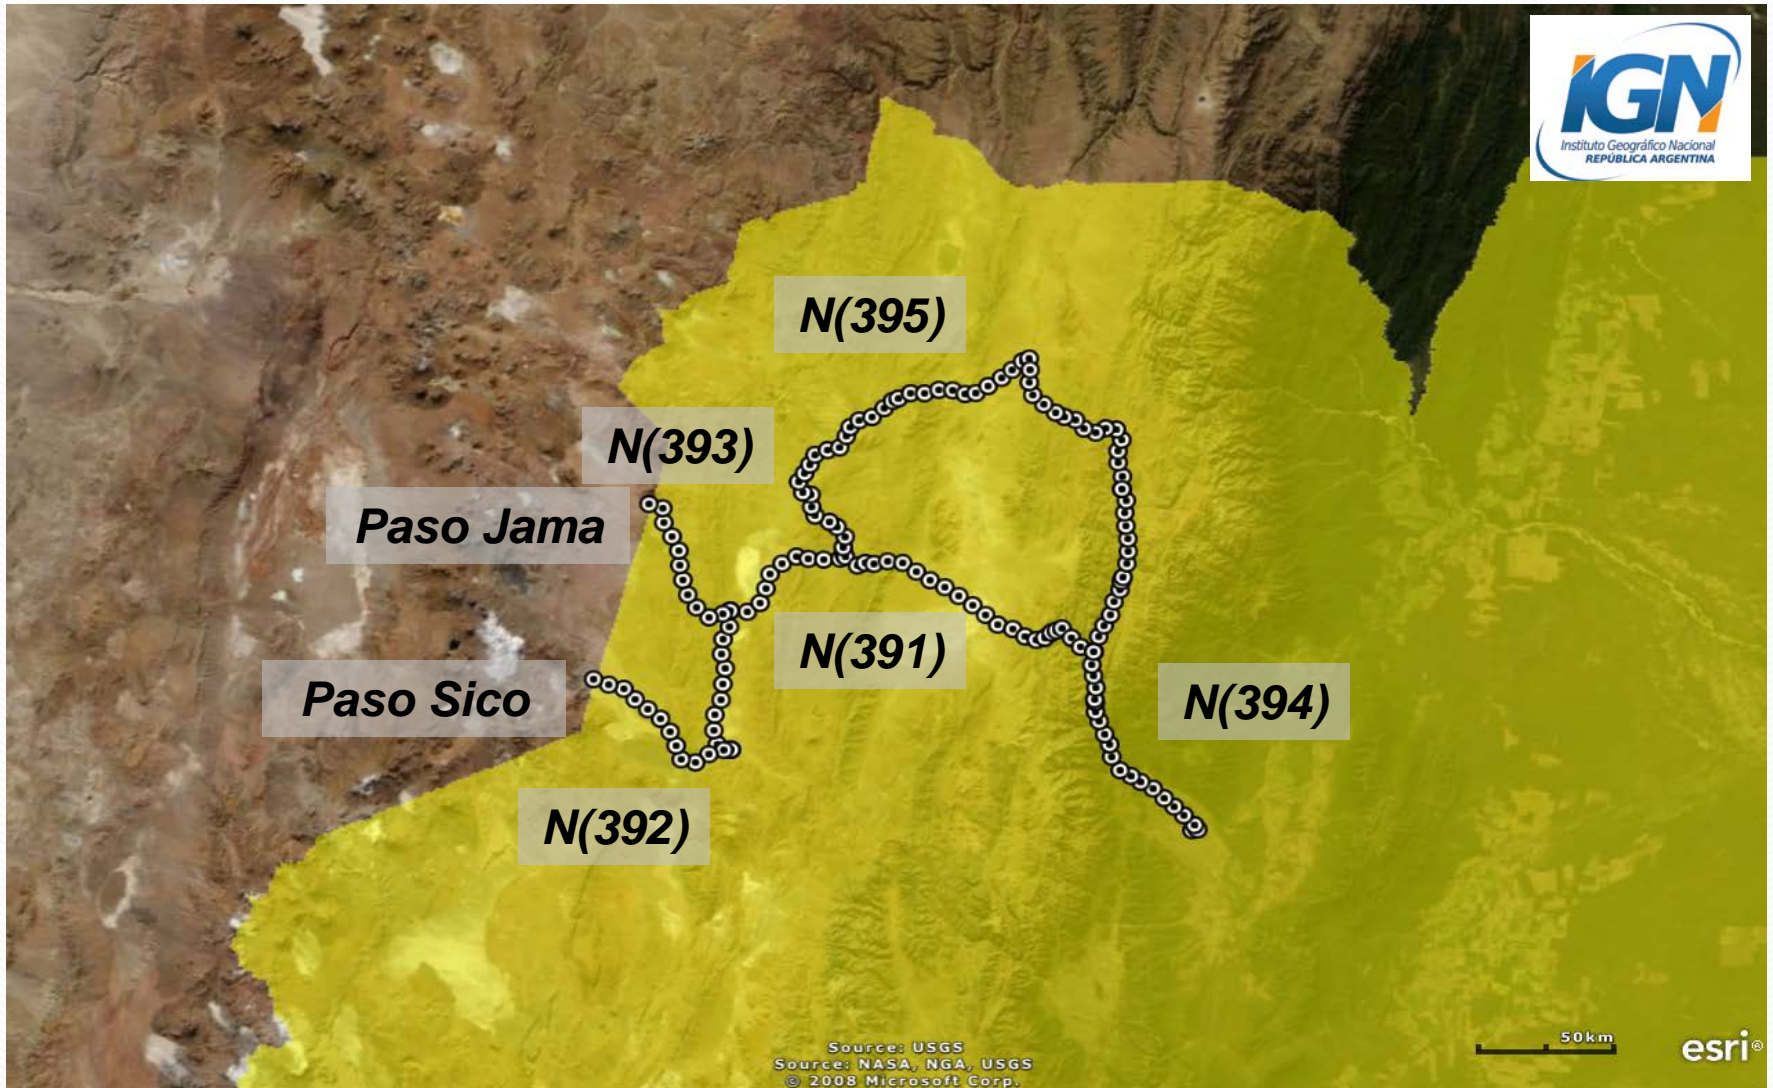 IGN
Instituto Geográfico Nacional
REPÚBLICA ARGENTINA
N(395)
N(393)
Paso Jama
N(391)
Paso Sico
N(394)
N(392)
50km
esri®
Source: USGS
Source: NASA, NGA, USGS
© 2008 Microsoft Corp.